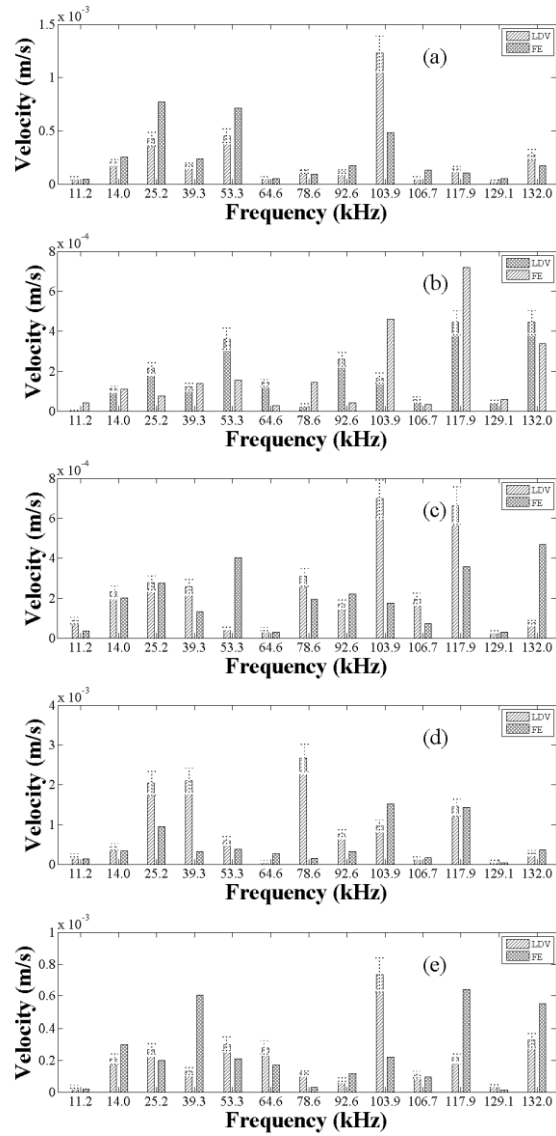 x 10⁻³
1.5
1
0.5
0
Velocity (m/s)
(a)
LDV
FE
11.2 14.0 25.2 39.3 53.3 64.6 78.6 92.6 103.9 106.7 117.9 129.1 132.0
Frequency (kHz)
x 10⁻⁴
8
6
4
2
0
Velocity (m/s)
(b)
LDV
FE
11.2 14.0 25.2 39.3 53.3 64.6 78.6 92.6 103.9 106.7 117.9 129.1 132.0
Frequency (kHz)
x 10⁻⁴
8
6
4
2
0
Velocity (m/s)
(c)
LDV
FE
11.2 14.0 25.2 39.3 53.3 64.6 78.6 92.6 103.9 106.7 117.9 129.1 132.0
Frequency (kHz)
x 10⁻³
4
3
2
1
0
Velocity (m/s)
(d)
LDV
FE
11.2 14.0 25.2 39.3 53.3 64.6 78.6 92.6 103.9 106.7 117.9 129.1 132.0
Frequency (kHz)
x 10⁻³
1
0.8
0.6
0.4
0.2
0
Velocity (m/s)
(e)
LDV
FE
11.2 14.0 25.2 39.3 53.3 64.6 78.6 92.6 103.9 106.7 117.9 129.1 132.0
Frequency (kHz)